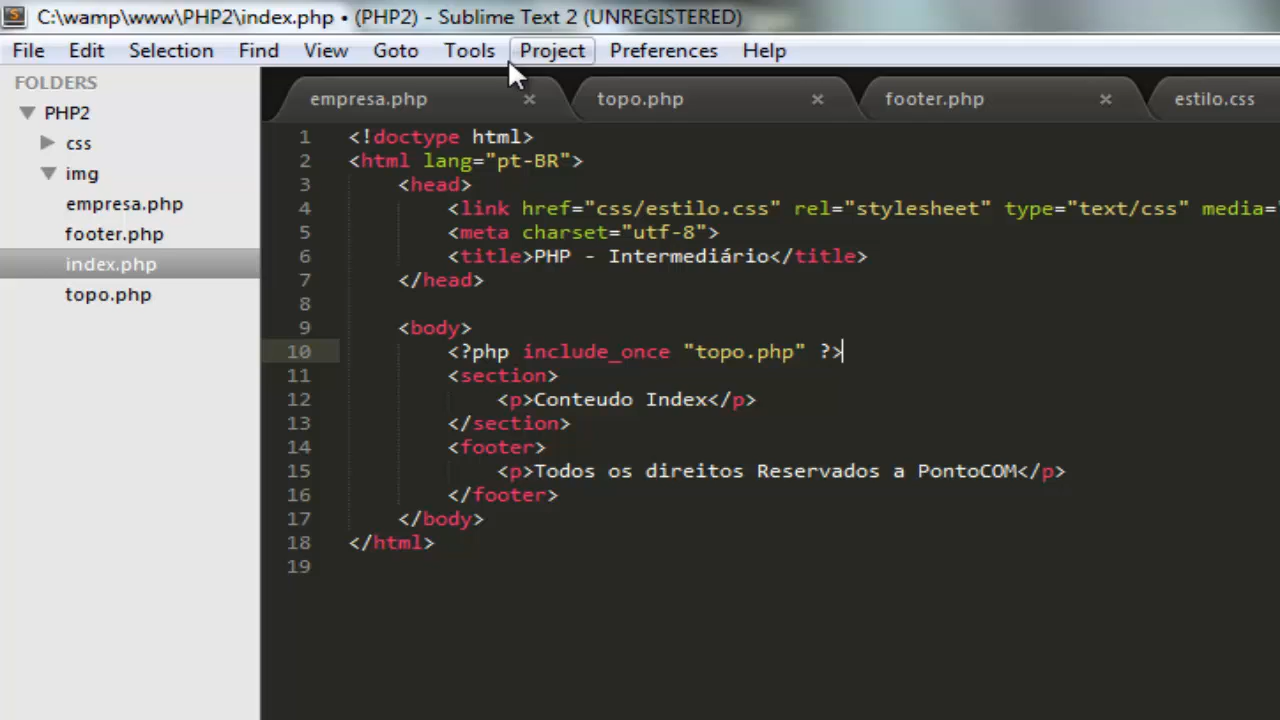 C:\wamp\www\PHP2\index.php • (PHP2) - Sublime Text 2 (UNREGISTERED)
File Edit Selection Find View Goto Tools Project Preferences Help
FOLDERS
PHP2
css
img
empresa.php
footer.php
index.php
topo.php
empresa.php × topo.php × footer.php × estilo.css
1 <!doctype html>
2 <html lang="pt-BR">
3 <head>
4 <link href="css/estilo.css" rel="stylesheet" type="text/css" media="
5 <meta charset="utf-8">
6 <title>PHP - Intermediário</title>
7 </head>
8
9 <body>
10 <?php include_once "topo.php" ?>
11 <section>
12 <p>Conteudo Index</p>
13 </section>
14 <footer>
15 <p>Todos os direitos Reservados a PontoCOM</p>
16 </footer>
17 </body>
18 </html>
19